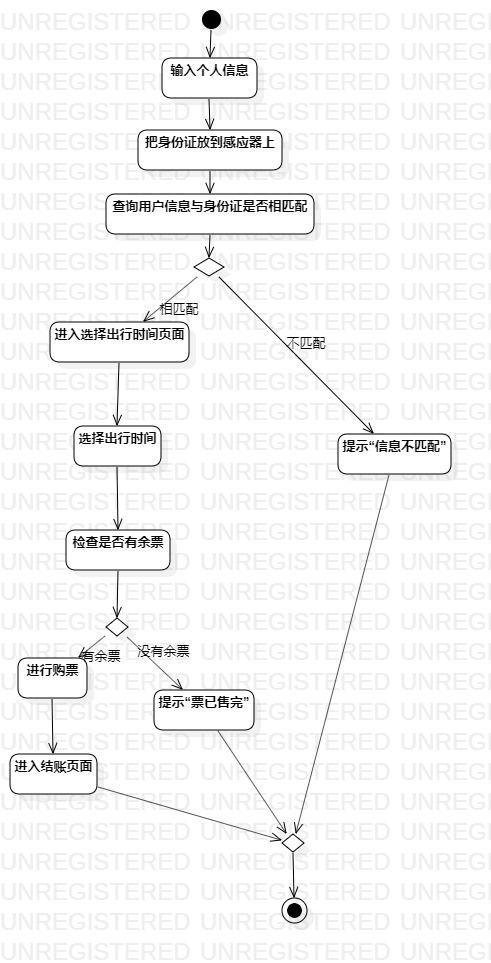 输入个人信息
把身份证放到感应器上
查询用户信息与身份证是否相匹配
相匹配
进入选择出行时间页面
不匹配
选择出行时间
提示“信息不匹配”
检查是否有余票
有余票
没有余票
进行购票
提示“票已售完”
进入结账页面